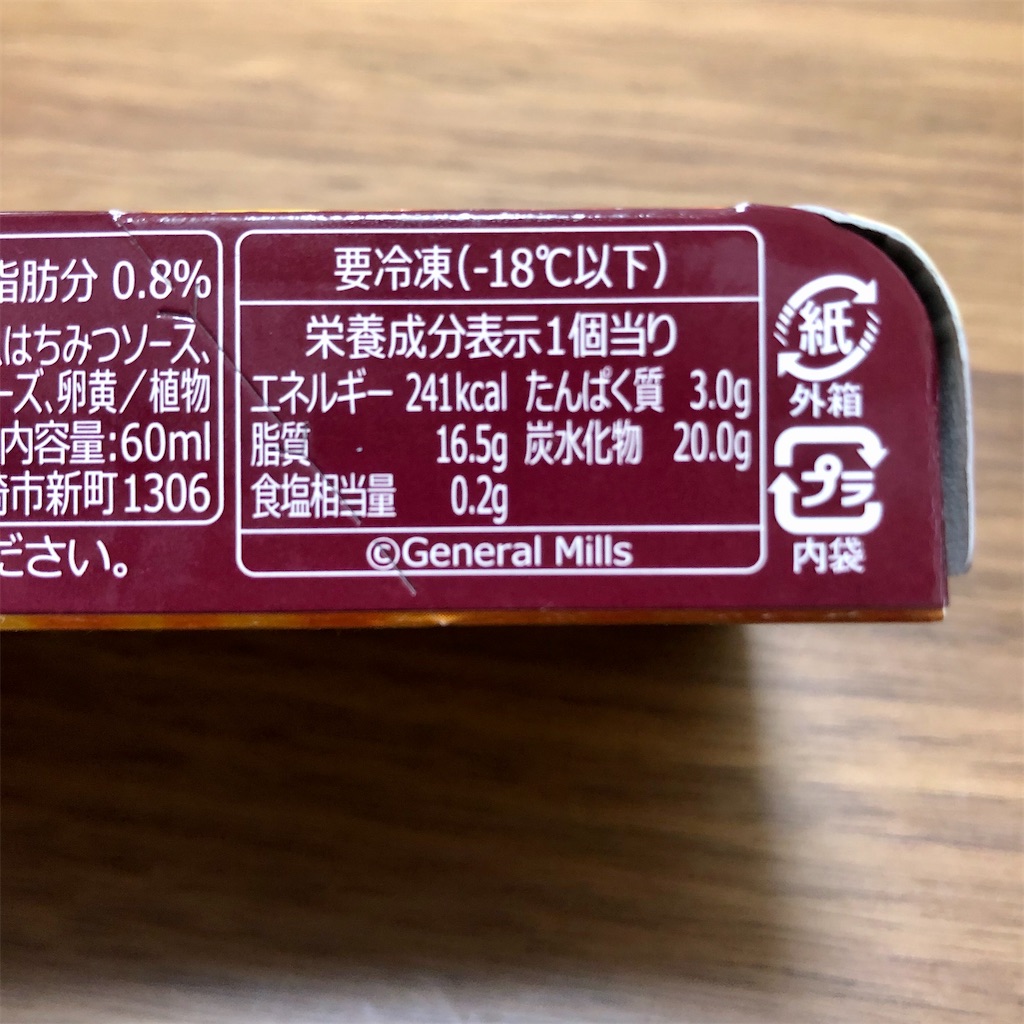 脂肪分 0.8%
はちみつソース、
ーズ、卵黄／植物
内容量:60ml
崎市新町1306
ださい。
要冷凍(-18℃以下)
栄養成分表示1個当り
エネルギー 241kcal たんぱく質 3.0g
脂質 16.5g 炭水化物 20.0g
食塩相当量 0.2g
©General Mills
紙
外箱
プラ
内袋